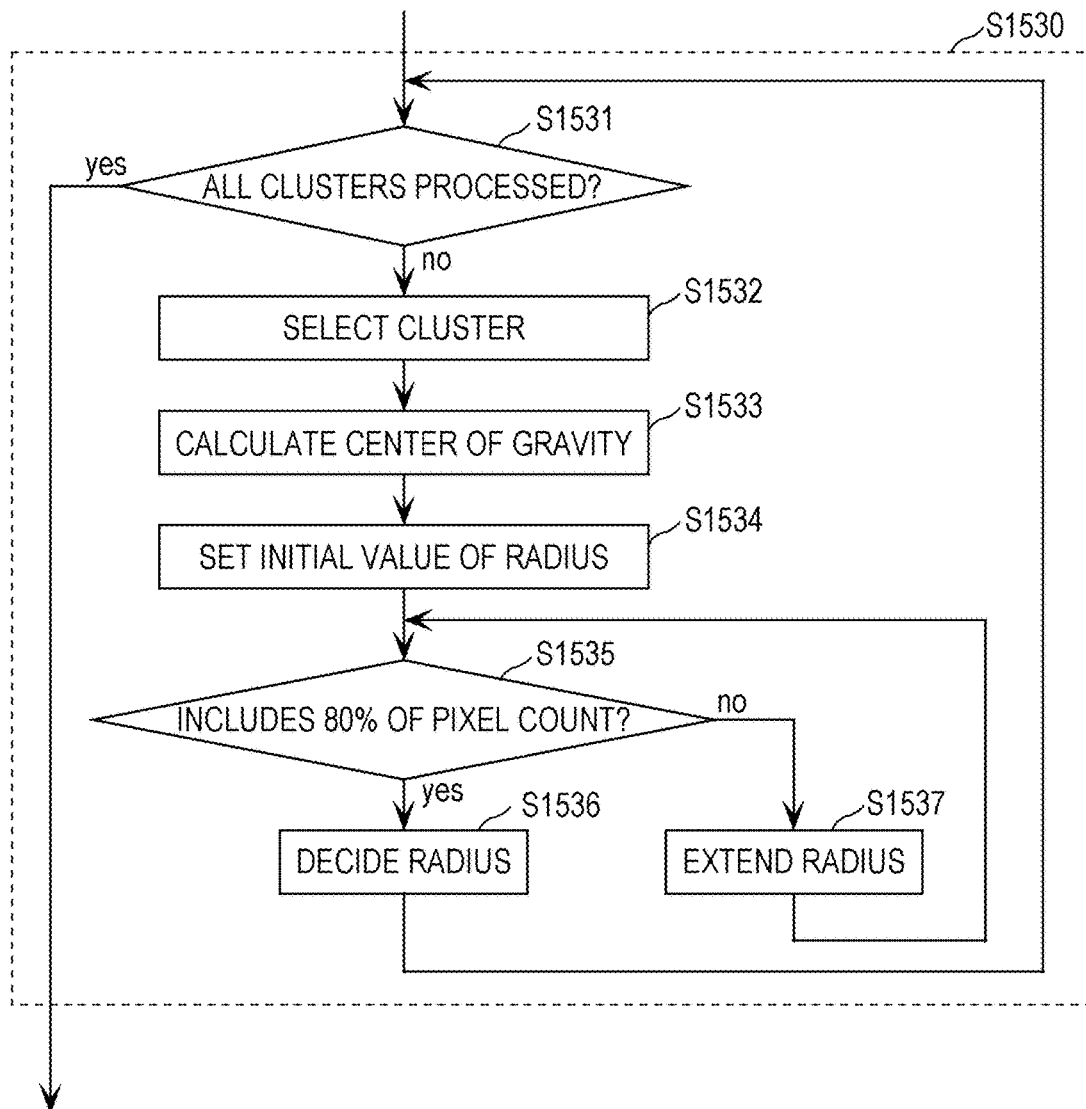 S1530
S1531
yes
ALL CLUSTERS PROCESSED?
no
S1532
SELECT CLUSTER
S1533
CALCULATE CENTER OF GRAVITY
S1534
SET INITIAL VALUE OF RADIUS
S1535
INCLUDES 80% OF PIXEL COUNT?
no
yes
S1536
S1537
DECIDE RADIUS
EXTEND RADIUS